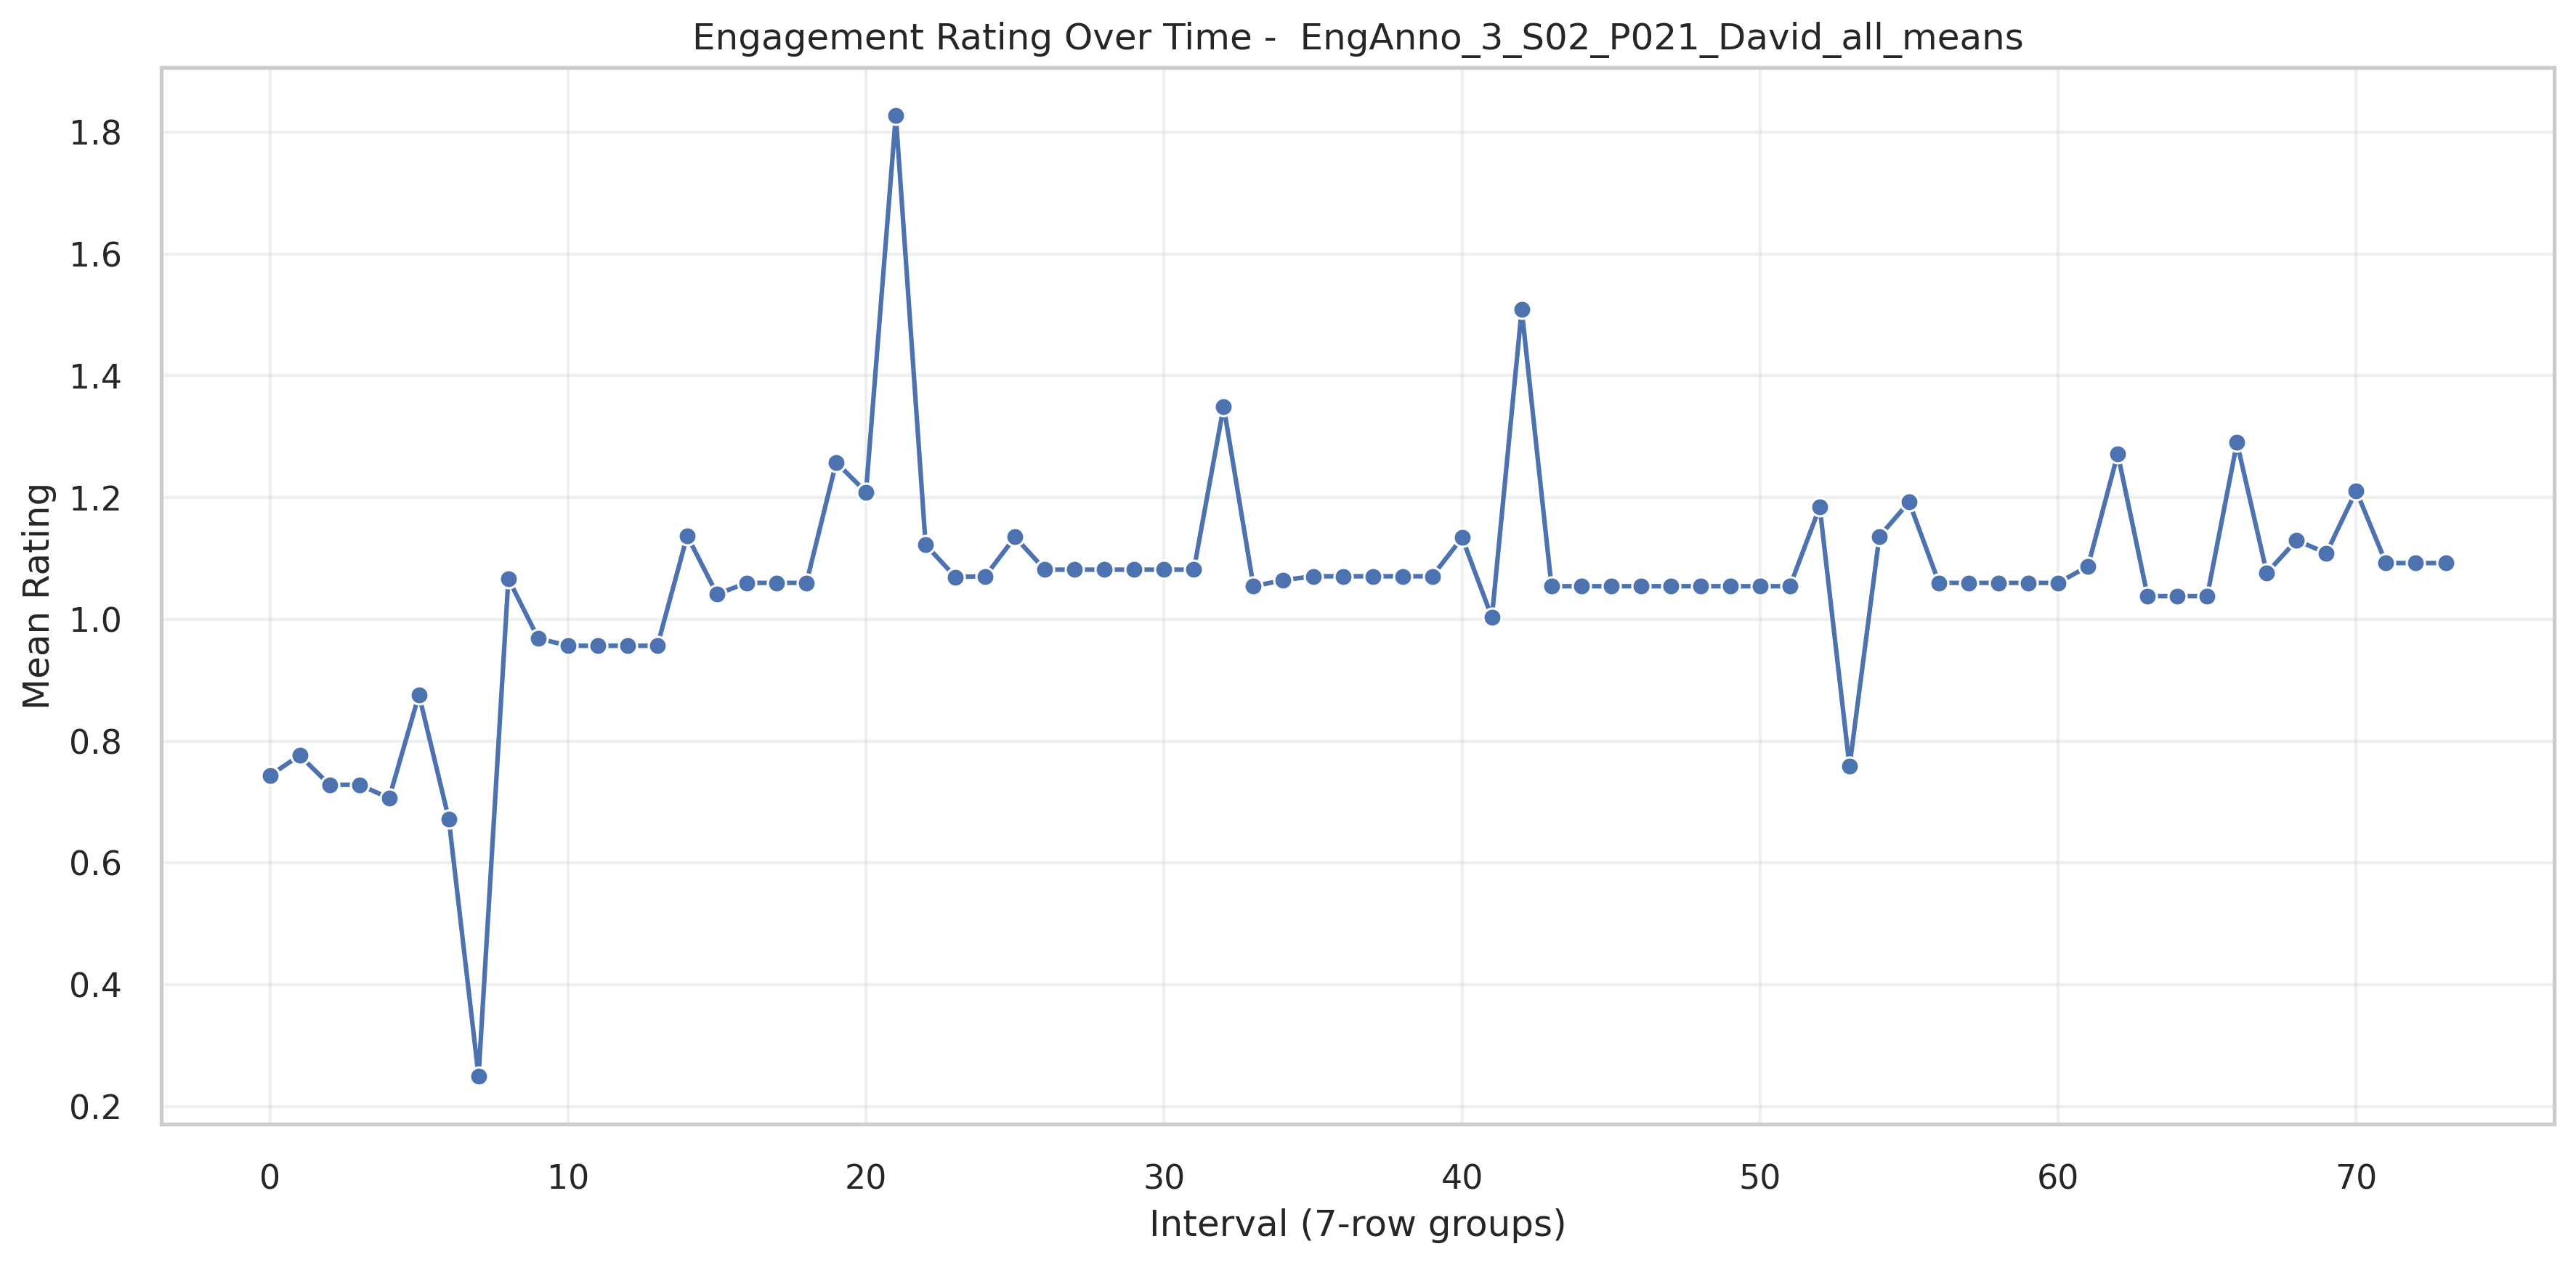 Engagement Rating Over Time -  EngAnno_3_S02_P021_David_all_means
Mean Rating
1.8
1.6
1.4
1.2
1.0
0.8
0.6
0.4
0.2
0 10 20 30 40 50 60 70
Interval (7-row groups)